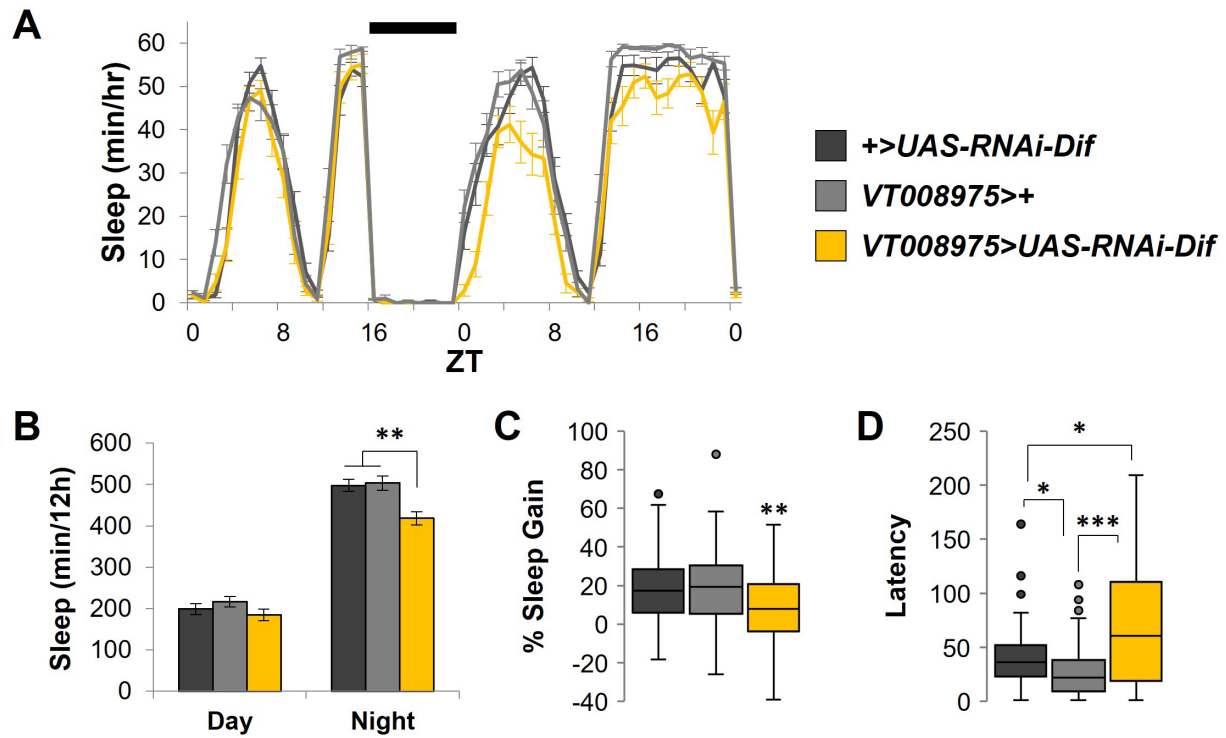 A
Sleep (min/hr)
60
50
40
30
20
10
0
0 8 16 0 8 16 0
ZT
+>UAS-RNAi-Dif
VT008975>+
VT008975>UAS-RNAi-Dif
B
Sleep (min/12h)
600
500
400
300
200
100
0
**
Day Night
C
% Sleep Gain
100
80
60
40
20
0
-20
-40
**
D
Latency
250
200
150
100
50
0
*
*
***